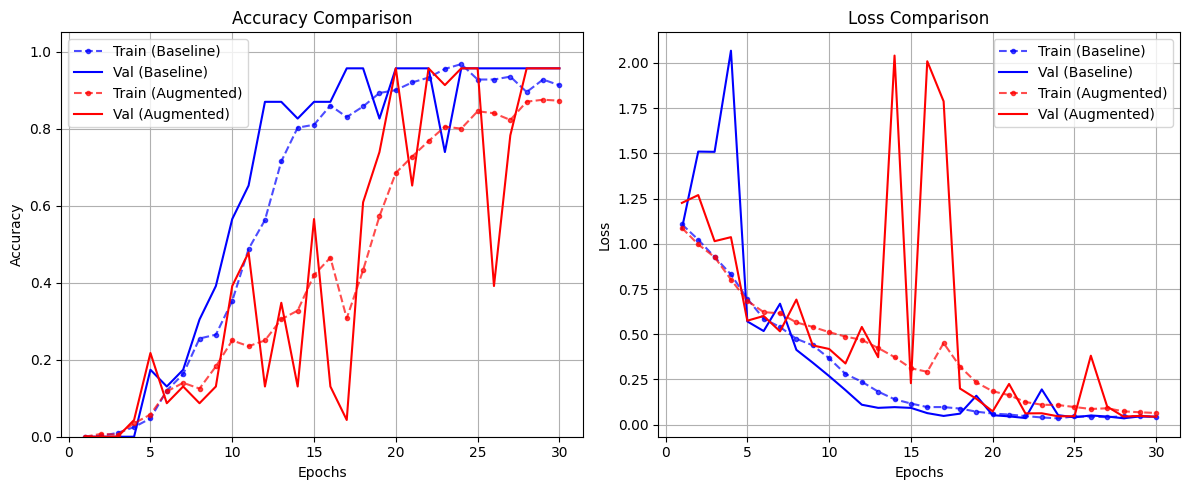 Accuracy Comparison
Train (Baseline)
Val (Baseline)
Train (Augmented)
Val (Augmented)
1.0
0.8
0.6
0.4
0.2
0.0
Accuracy
0 5 10 15 20 25 30
Epochs
Loss Comparison
Train (Baseline)
Val (Baseline)
Train (Augmented)
Val (Augmented)
2.00
1.75
1.50
1.25
1.00
0.75
0.50
0.25
0.00
Loss
0 5 10 15 20 25 30
Epochs